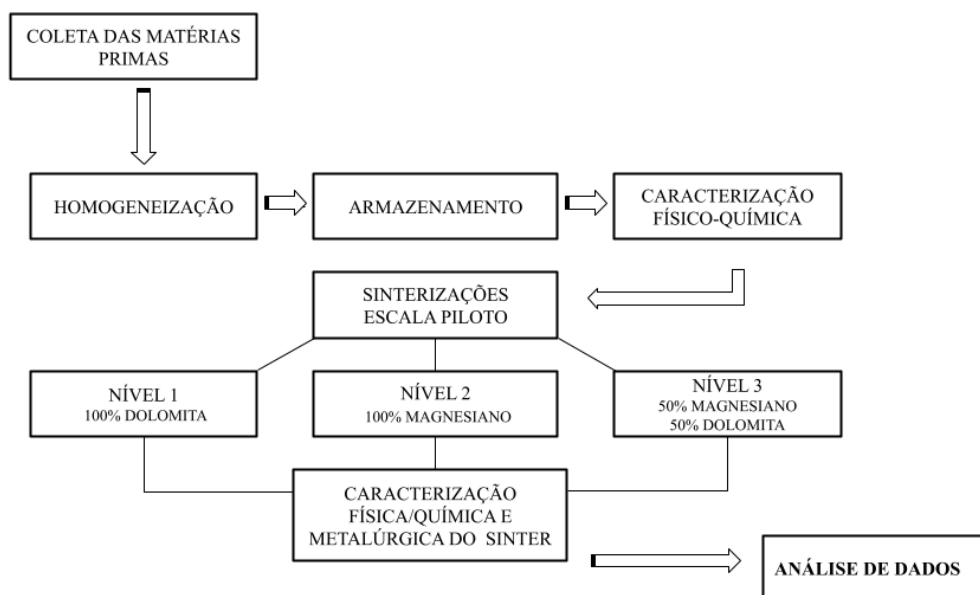 COLETA DAS MATÉRIAS
PRIMAS
HOMOGENEIZAÇÃO
ARMAZENAMENTO
CARACTERIZAÇÃO
FÍSICO-QUÍMICA
SINTERIZAÇÕES
ESCALA PILOTO
NÍVEL 1
100% DOLOMITA
NÍVEL 2
100% MAGNESIANO
NÍVEL 3
50% MAGNESIANO
50% DOLOMITA
CARACTERIZAÇÃO
FÍSICA/QUÍMICA E
METALÚRGICA DO SINTER
ANÁLISE DE DADOS